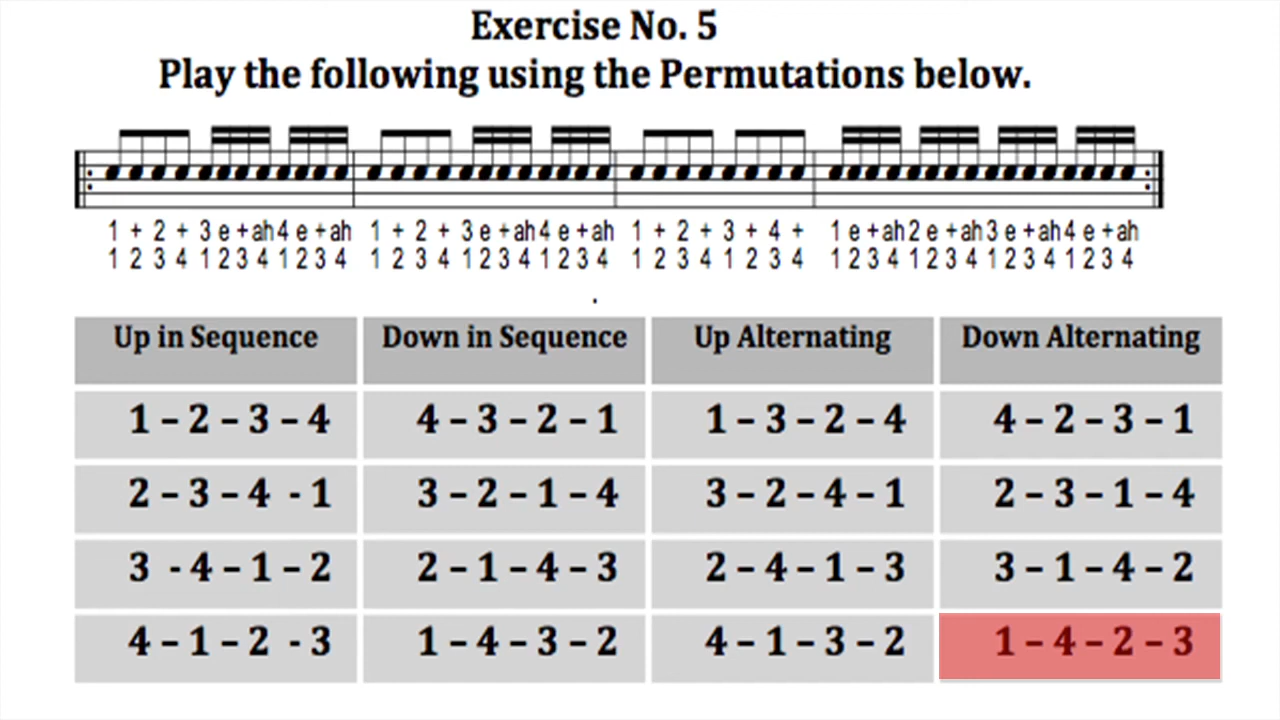 Exercise No. 5
Play the following using the Permutations below.
1 + 2 + 3 e + ah 4 e + ah 1 + 2 + 3 e + ah 4 e + ah 1 + 2 + 3 + 4 + 1 e + ah 2 e + ah 3 e + ah 4 e + ah
1 2 3 4 1 2 3 4 1 2 3 4 1 2 3 4 1 2 3 4 1 2 3 4 1 2 3 4 1 2 3 4 1 2 3 4 1 2 3 4 1 2 3 4 1 2 3 4
.
Up in Sequence Down in Sequence Up Alternating Down Alternating
1 – 2 – 3 – 4 4 – 3 – 2 – 1 1 – 3 – 2 – 4 4 – 2 – 3 – 1
2 – 3 – 4 - 1 3 – 2 – 1 – 4 3 – 2 – 4 – 1 2 – 3 – 1 – 4
3 - 4 – 1 – 2 2 – 1 – 4 – 3 2 – 4 – 1 – 3 3 – 1 – 4 – 2
4 – 1 – 2 - 3 1 – 4 – 3 – 2 4 – 1 – 3 – 2 1 – 4 – 2 – 3